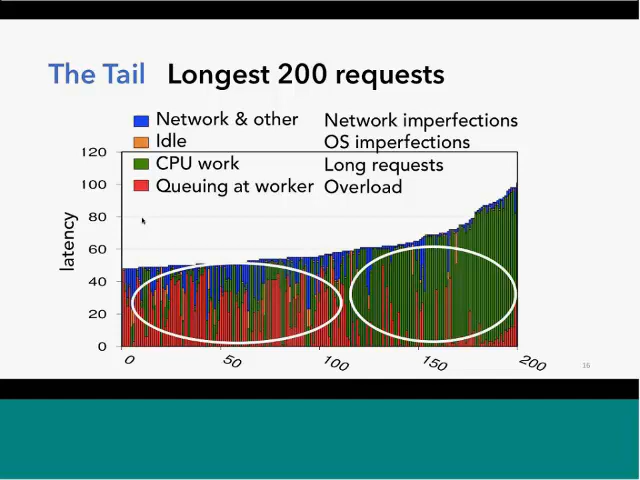 The Tail Longest 200 requests
Network & other Network imperfections
Idle OS imperfections
CPU work Long requests
Queuing at worker Overload
120
100
80
60
40
20
0
latency
0 50 100 150 200
16